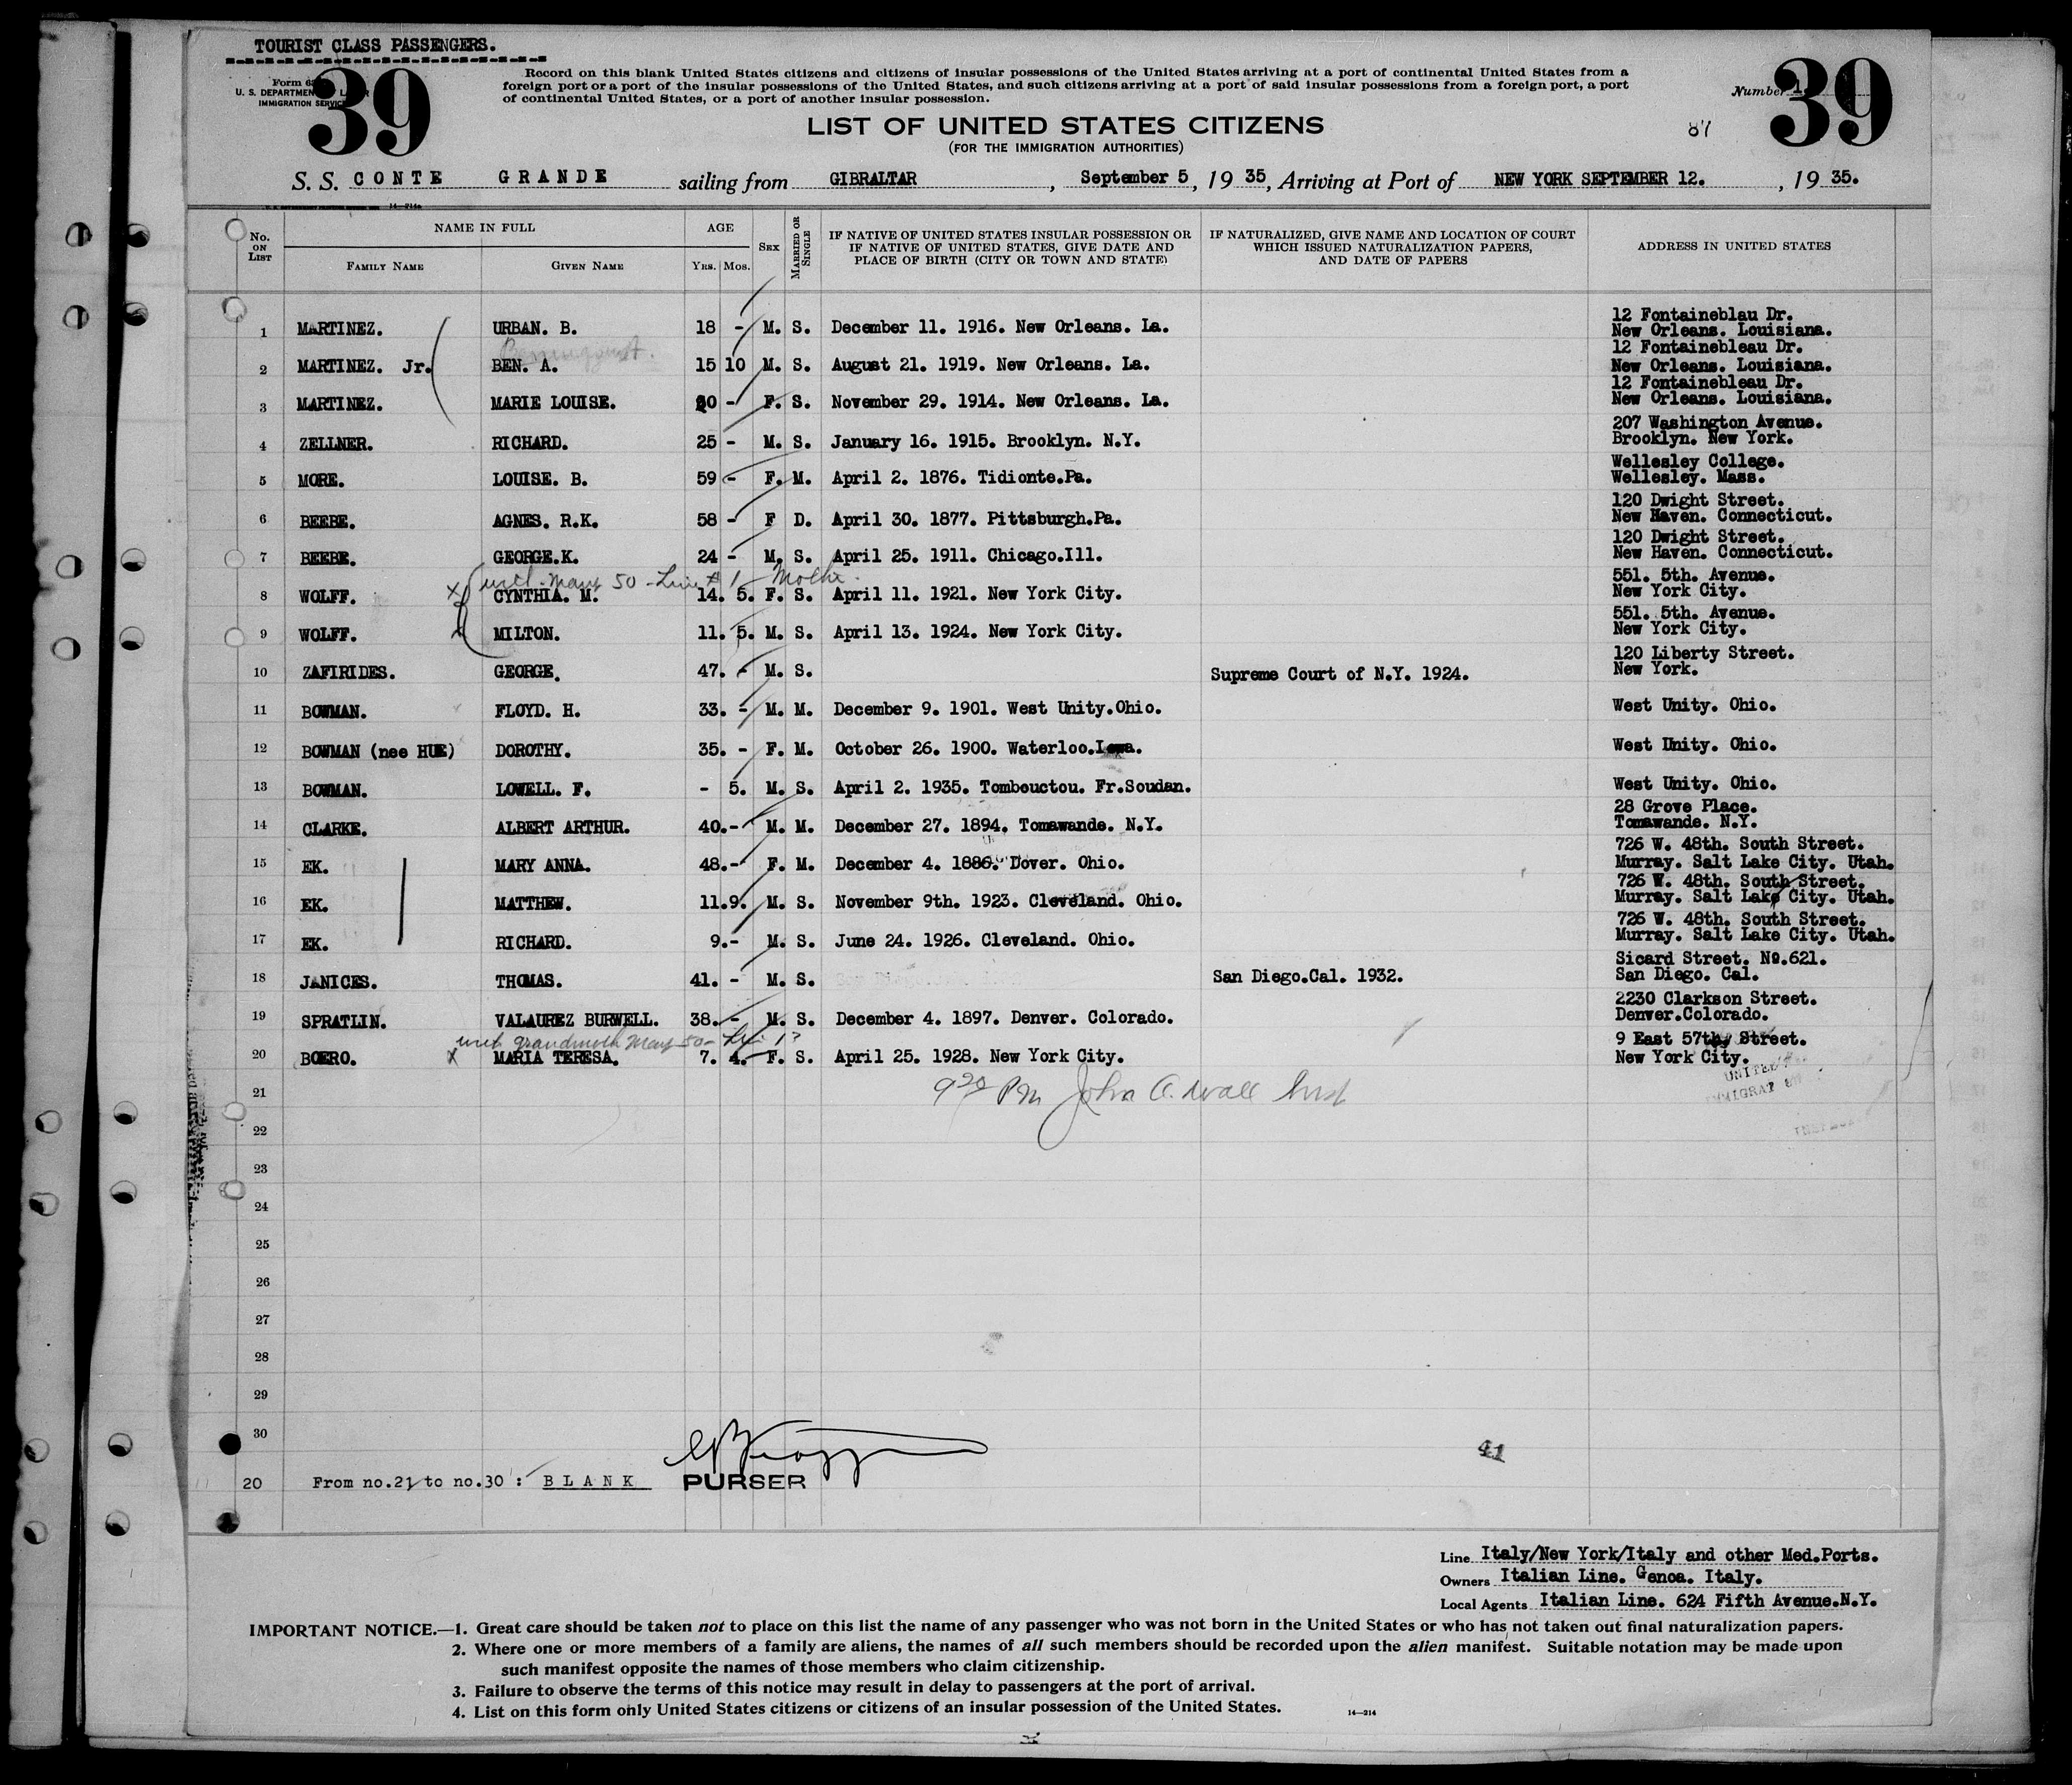 TOURIST CLASS PASSENGERS.
39
39
U. S. DEPARTMENT OF LABOR
IMMIGRATION SERVICE
Number 1
Record on this blank United States citizens and citizens of insular possessions of the United States arriving at a port of continental United States from a
foreign port or a port of the insular possessions of the United States, and such citizens arriving at a port of said insular possessions from a foreign port, a port
of continental United States, or a port of another insular possession.
LIST OF UNITED STATES CITIZENS
(FOR THE IMMIGRATION AUTHORITIES)
87
S. S. CONTE GRANDE sailing from GIBRALTAR, September 5, 1935, Arriving at Port of NEW YORK SEPTEMBER 12., 1935.
No. ON LIST NAME IN FULL FAMILY NAME GIVEN NAME AGE YRS. MOS. SEX MARRIED OR SINGLE IF NATIVE OF UNITED STATES INSULAR POSSESSION OR IF NATIVE OF UNITED STATES, GIVE DATE AND PLACE OF BIRTH (CITY OR TOWN AND STATE) IF NATURALIZED, GIVE NAME AND LOCATION OF COURT WHICH ISSUED NATURALIZATION PAPERS, AND DATE OF PAPERS ADDRESS IN UNITED STATES
1 MARTINEZ. URBAN. B. 18 - M. S. December 11. 1916. New Orleans. La. 12 Fontaineblau Dr. New Orleans. Louisiana.
2 MARTINEZ. Jr. BEN. A. 15 10 M. S. August 21. 1919. New Orleans. La. 12 Fontainebleau Dr. New Orleans. Louisiana.
3 MARTINEZ. MARIE LOUISE. 20 - F. S. November 29. 1914. New Orleans. La. 12 Fontainebleau Dr. New Orleans. Louisiana.
4 ZELLNER. RICHARD. 25 - M. S. January 16. 1915. Brooklyn. N.Y. 207 Washington Avenue. Brooklyn. New York.
5 MORE. LOUISE. B. 59 - F. M. April 2. 1876. Tidionte.Pa. Wellesley College. Wellesley. Mass.
6 BEEBE. AGNES. R.K. 58 - F D. April 30. 1877. Pittsburgh.Pa. 120 Dwight Street. New Haven. Connecticut.
7 BEEBE. GEORGE.K. 24 - M. S. April 25. 1911. Chicago.Ill. 120 Dwight Street. New Haven. Connecticut.
50 - Line # 1 - Mother.
8 WOLFF. CYNTHIA. M. 14. 5. F. S. April 11. 1921. New York City. 551. 5th. Avenue. New York City.
9 WOLFF. MILTON. 11. 5. M. S. April 13. 1924. New York City. 551. 5th. Avenue. New York City.
10 ZAFIRIDES. GEORGE. 47. - M. S. Supreme Court of N.Y. 1924. 120 Liberty Street. New York.
11 BOWMAN. FLOYD. H. 33. - M. M. December 9. 1901. West Unity.Ohio. West Unity. Ohio.
12 BOWMAN (nee HUE) DOROTHY. 35. - F. M. October 26. 1900. Waterloo.Iowa. West Unity. Ohio.
13 BOWMAN. LOWELL. F. - 5. M. S. April 2. 1935. Tombouctou. Fr.Soudan. West Unity. Ohio.
14 CLARKE. ALBERT ARTHUR. 40.- M. M. December 27. 1894. Tomawande. N.Y. 28 Grove Place. Tomawande. N.Y.
15 EK. MARY ANNA. 48.- F. M. December 4. 1886. Dover. Ohio. 726 W. 48th. South Street. Murray. Salt Lake City. Utah.
16 EK. MATTHEW. 11.9. M. S. November 9th. 1923. Cleveland. Ohio. 726 W. 48th. South Street. Murray. Salt Lake City. Utah.
17 EK. RICHARD. 9.- M. S. June 24. 1926. Cleveland. Ohio. 726 W. 48th. South Street. Murray. Salt Lake City. Utah.
18 JANICES. THOMAS. 41. - M. S. San Diego.Cal. 1932. Sicard Street. No.621. San Diego. Cal.
19 SPRATLIN. VALAUREZ BURWELL. 38. - M. S. December 4. 1897. Denver. Colorado. 2230 Clarkson Street. Denver.Colorado.
20 BOERO. MARIA TERESA. 7. 4. F. S. April 25. 1928. New York City. 9 East 57th. Street. New York City.
21
22
23
24
25
26
27
28
29
30
41
20 From no.21 to no.30 : BLANK PURSER
Line Italy/New York/Italy and other Med.Ports.
Owners Italian Line. Genoa. Italy.
Local Agents Italian Line. 624 Fifth Avenue.N.Y.
IMPORTANT NOTICE.—1. Great care should be taken not to place on this list the name of any passenger who was not born in the United States or who has not taken out final naturalization papers.
2. Where one or more members of a family are aliens, the names of all such members should be recorded upon the alien manifest. Suitable notation may be made upon
such manifest opposite the names of those members who claim citizenship.
3. Failure to observe the terms of this notice may result in delay to passengers at the port of arrival.
4. List on this form only United States citizens or citizens of an insular possession of the United States.
14—214